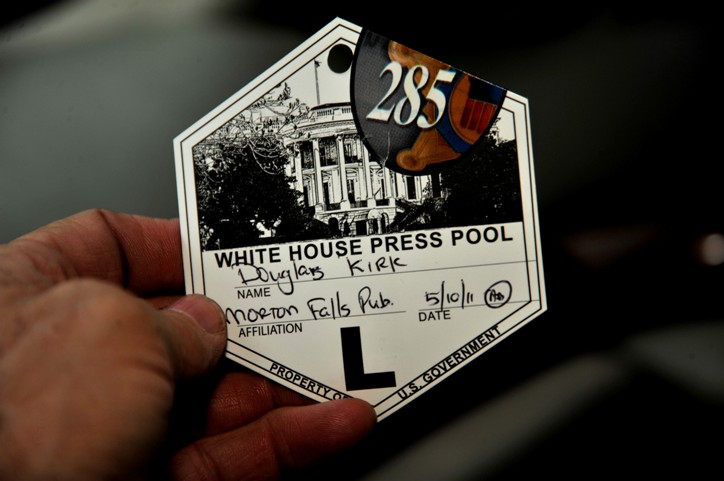 285
WHITE HOUSE PRESS POOL
Douglas Kirk
NAME
Morton Falls Pub. 5/10/11
AFFILIATION DATE
L
PROPERTY OF U.S. GOVERNMENT